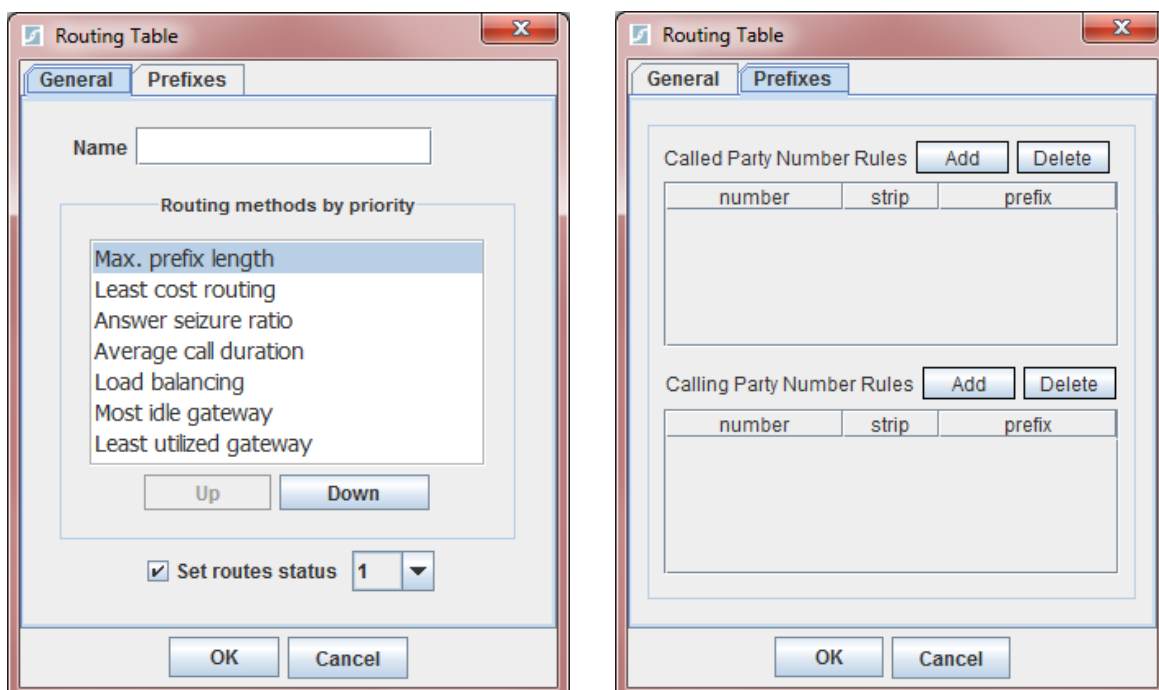 Routing Table
General Prefixes
Name
Routing methods by priority
Max. prefix length
Least cost routing
Answer seizure ratio
Average call duration
Load balancing
Most idle gateway
Least utilized gateway
Up Down
Set routes status 1
OK Cancel
Routing Table
General Prefixes
Called Party Number Rules Add Delete
number strip prefix
Calling Party Number Rules Add Delete
number strip prefix
OK Cancel